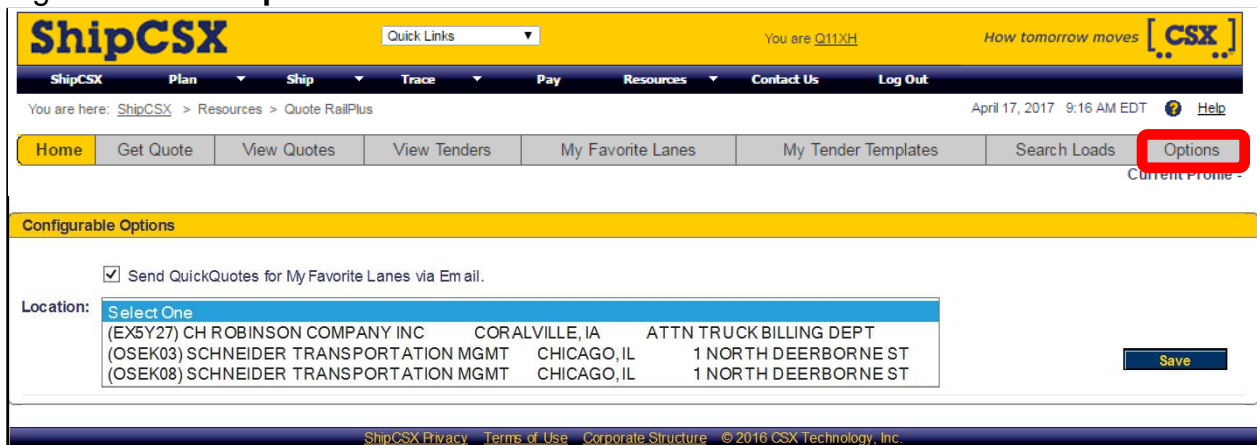 ShipCSX Quick Links ▼ You are Q11XH How tomorrow moves [CSX]
ShipCSX Plan ▼ Ship ▼ Trace ▼ Pay Resources ▼ Contact Us Log Out
You are here: ShipCSX > Resources > Quote RailPlus April 17, 2017 9:16 AM EDT ? Help
Home Get Quote View Quotes View Tenders My Favorite Lanes My Tender Templates Search Loads Options
Current Profile -
Configurable Options
Send QuickQuotes for My Favorite Lanes via Email.
Location: Select One
(EX5Y27) CH ROBINSON COMPANY INC CORALVILLE, IA ATTN TRUCK BILLING DEPT
(OSEK03) SCHNEIDER TRANSPORTATION MGMT CHICAGO, IL 1 NORTH DEERBORNE ST
(OSEK08) SCHNEIDER TRANSPORTATION MGMT CHICAGO, IL 1 NORTH DEERBORNE ST
Save
ShipCSX Privacy Terms of Use Corporate Structure © 2016 CSX Technology, Inc.